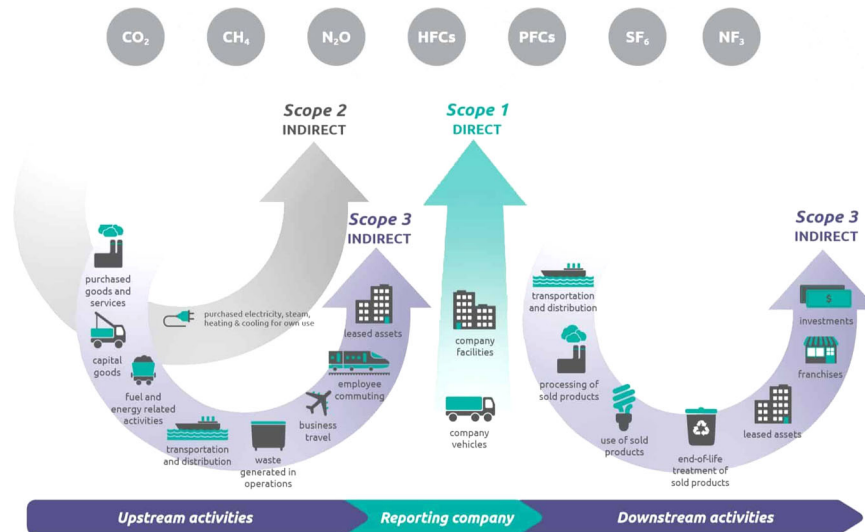 CO₂
CH₄
N₂O
HFCs
PFCs
SF₆
NF₃
Scope 2
INDIRECT
Scope 1
DIRECT
Scope 3
INDIRECT
Scope 3
INDIRECT
purchased
goods and
services
capital
goods
fuel and
energy related
activities
transportation
and distribution
waste
generated in
operations
business
travel
employee
commuting
leased assets
purchased electricity, steam,
heating & cooling for own use
company
facilities
company
vehicles
transportation
and distribution
processing of
sold products
use of sold
products
end-of-life
treatment of
sold products
leased assets
franchises
$
investments
Upstream activities
Reporting company
Downstream activities